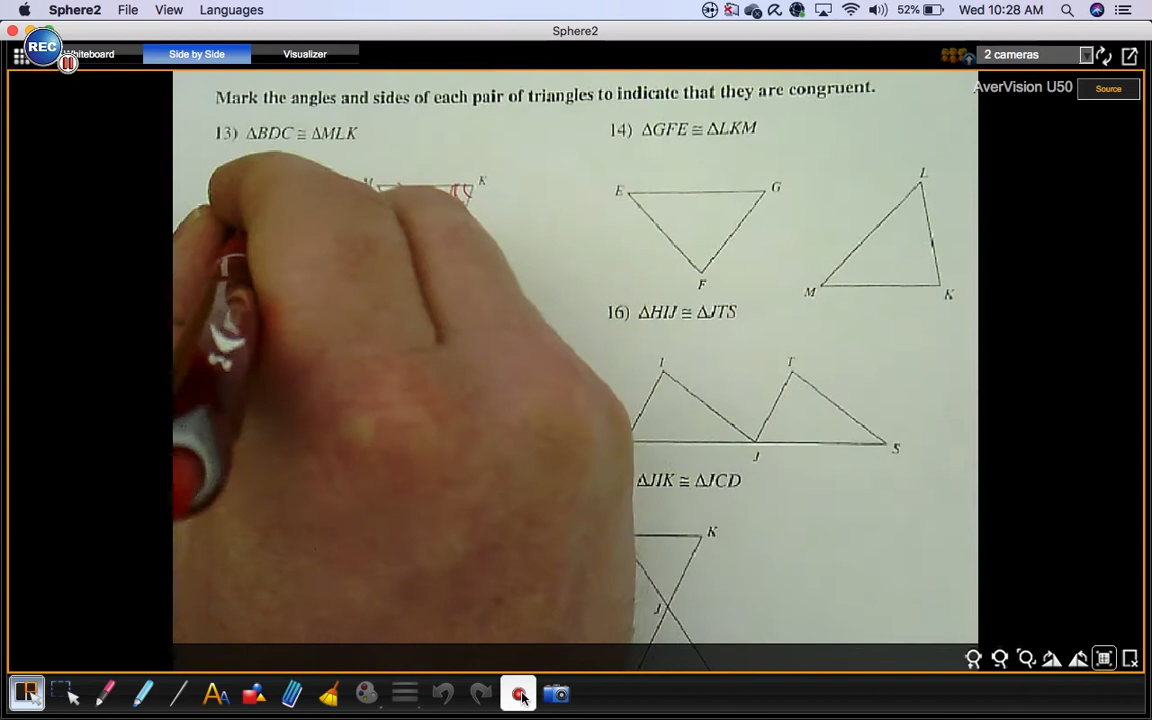 Sphere2 File View Languages 52% Wed 10:28 AM
Sphere2
REC Whiteboard Side by Side Visualizer 2 cameras
AverVision U50 Source
Mark the angles and sides of each pair of triangles to indicate that they are congruent.
13) ΔBDC ≅ ΔMLK
14) ΔGFE ≅ ΔLKM
K
E G F
L M K
16) ΔHIJ ≅ ΔJTS
I T J S
ΔJIK ≅ ΔJCD
K
J